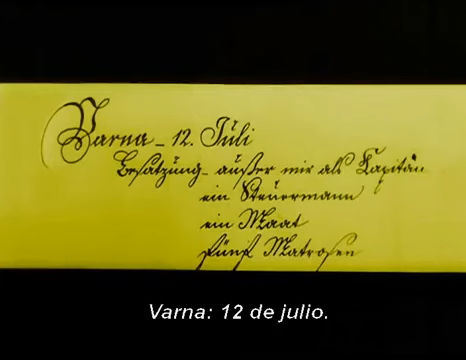 Varna - 12. Juli
Besatzung - außer mir als Kapitän
ein Steuermann
ein Maat
fünf Matrosen
Varna: 12 de julio.